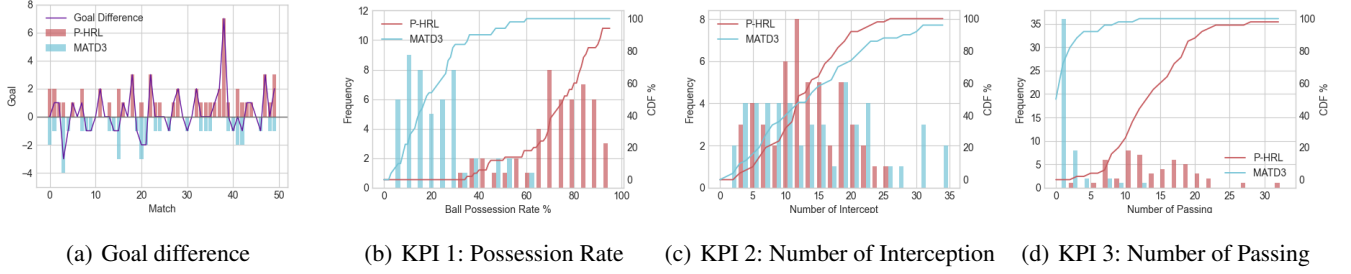 Goal Difference
P-HRL
MATD3
8
6
4
2
0
−2
−4
Goal
0 10 20 30 40 50
Match
(a) Goal difference
P-HRL
MATD3
12
10
8
6
4
2
0
Frequency
100
80
60
40
20
0
CDF %
0 20 40 60 80 100
Ball Possession Rate %
(b) KPI 1: Possession Rate
P-HRL
MATD3
8
6
4
2
0
Frequency
100
80
60
40
20
0
CDF %
0 5 10 15 20 25 30 35
Number of Intercept
(c) KPI 2: Number of Interception
P-HRL
MATD3
35
30
25
20
15
10
5
0
Frequency
100
80
60
40
20
0
CDF %
0 5 10 15 20 25 30
Number of Passing
(d) KPI 3: Number of Passing